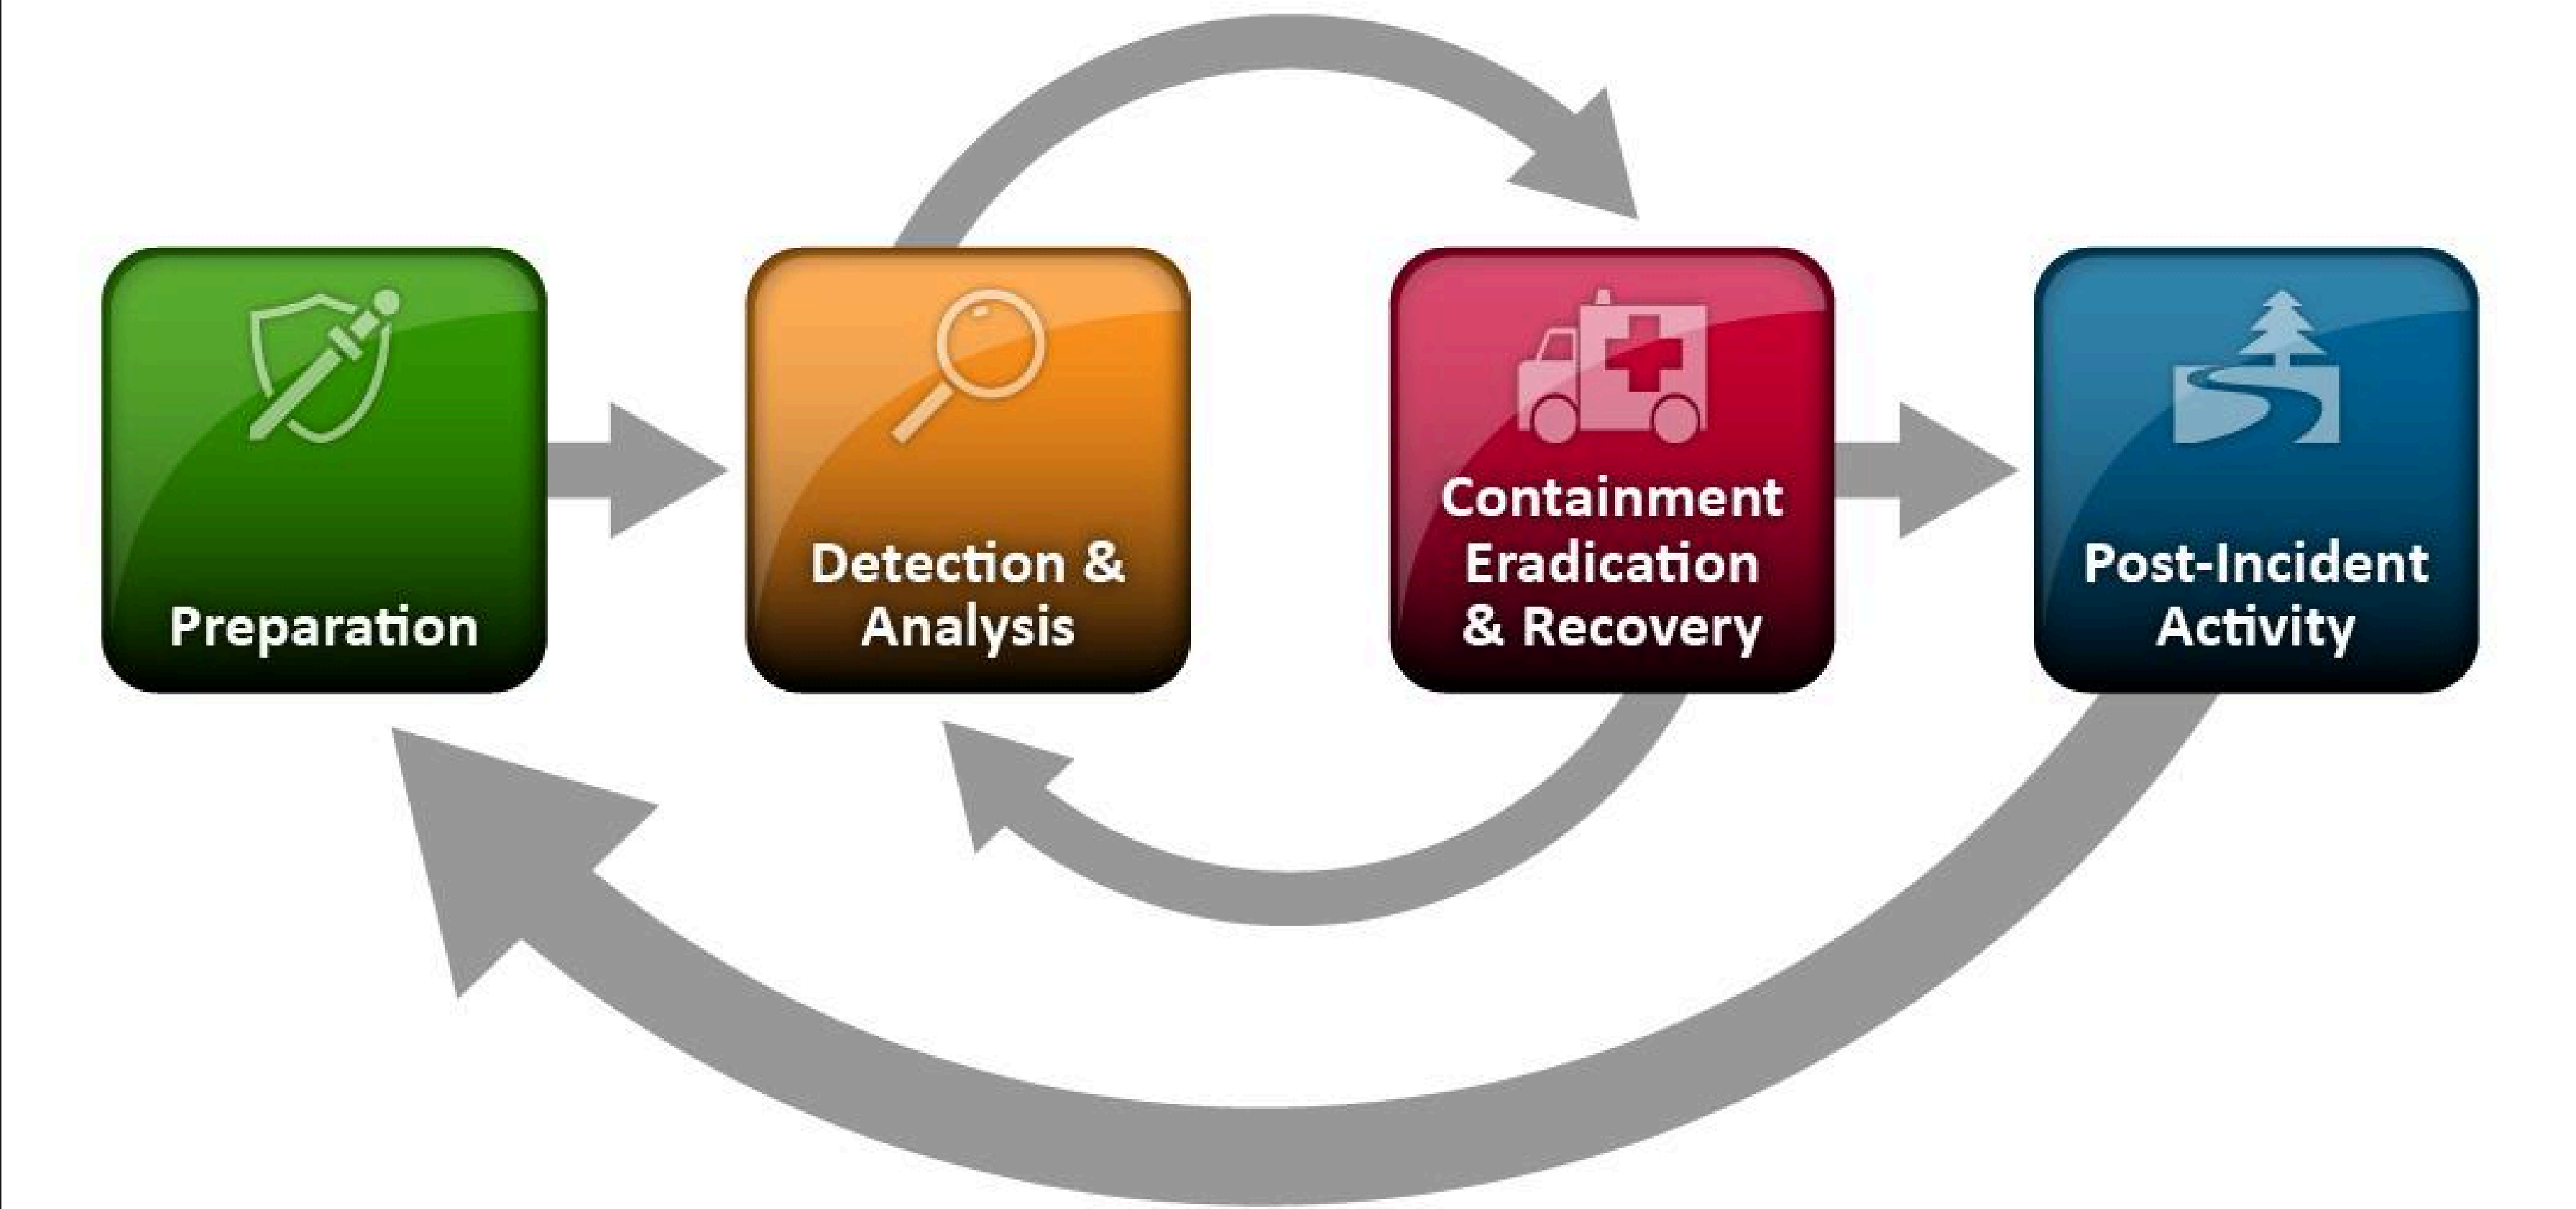 Preparation
Detection &
Analysis
Containment
Eradication
& Recovery
Post-Incident
Activity